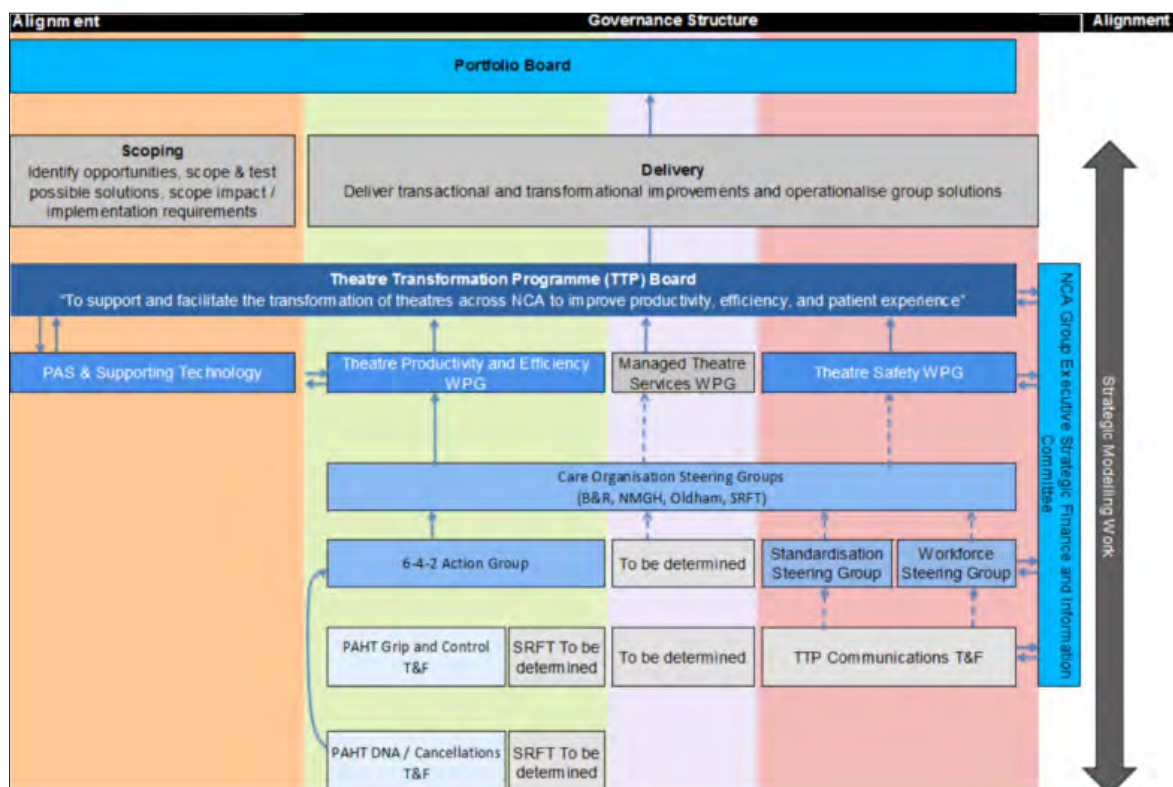 Alignment
Governance Structure
Alignment
Portfolio Board
Scoping
Identify opportunities, scope & test
possible solutions, scope impact /
implementation requirements
Delivery
Deliver transactional and transformational improvements and operationalise group solutions
Theatre Transformation Programme (TTP) Board
"To support and facilitate the transformation of theatres across NCA to improve productivity, efficiency, and patient experience"
PAS & Supporting Technology
Theatre Productivity and Efficiency
WPG
Managed Theatre
Services WPG
Theatre Safety WPG
Care Organisation Steering Groups
(B&R, NMGH, Oldham, SRFT)
6-4-2 Action Group
To be determined
Standardisation
Steering Group
Workforce
Steering Group
PAHT Grip and Control
T&F
SRFT To be
determined
To be determined
TTP Communications T&F
PAHT DNA / Cancellations
T&F
SRFT To be
determined
NCA Group Executive Strategic Finance and Information
Committee
Strategic Modelling Work